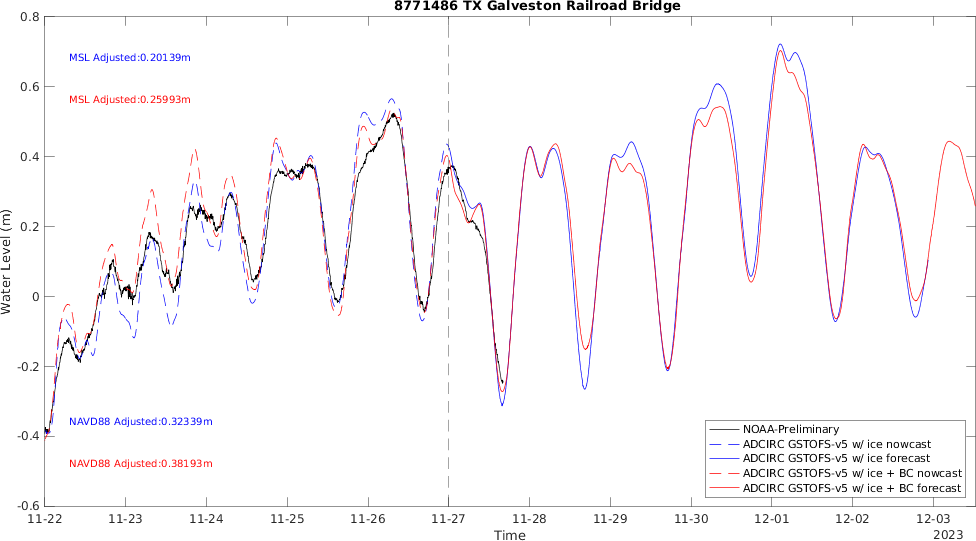 8771486 TX Galveston Railroad Bridge
0.8
0.6
0.4
0.2
0
-0.2
-0.4
-0.6
Water Level (m)
MSL Adjusted:0.20139m
MSL Adjusted:0.25993m
NAVD88 Adjusted:0.32339m
NAVD88 Adjusted:0.38193m
NOAA-Preliminary
ADCIRC GSTOFS-v5 w/ ice nowcast
ADCIRC GSTOFS-v5 w/ ice forecast
ADCIRC GSTOFS-v5 w/ ice + BC nowcast
ADCIRC GSTOFS-v5 w/ ice + BC forecast
11-22 11-23 11-24 11-25 11-26 11-27 11-28 11-29 11-30 12-01 12-02 12-03
Time
2023